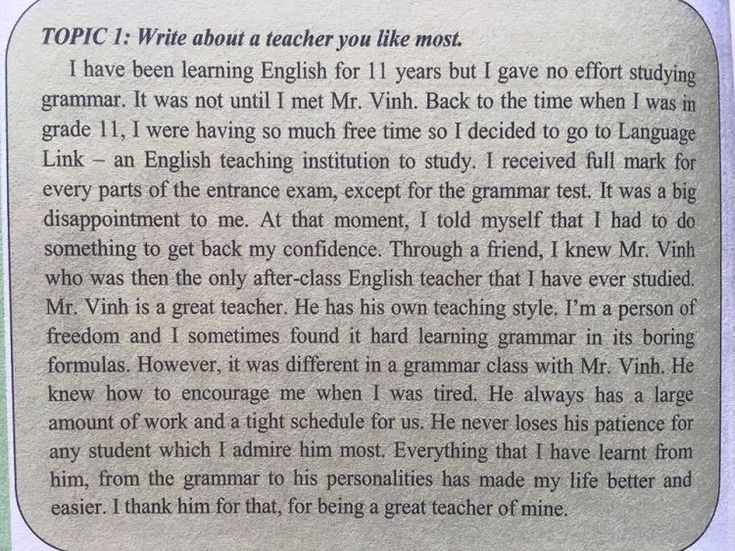 TOPIC 1: Write about a teacher you like most.
I have been learning English for 11 years but I gave no effort studying
grammar. It was not until I met Mr. Vinh. Back to the time when I was in
grade 11, I were having so much free time so I decided to go to Language
Link – an English teaching institution to study. I received full mark for
every parts of the entrance exam, except for the grammar test. It was a big
disappointment to me. At that moment, I told myself that I had to do
something to get back my confidence. Through a friend, I knew Mr. Vinh
who was then the only after-class English teacher that I have ever studied.
Mr. Vinh is a great teacher. He has his own teaching style. I'm a person of
freedom and I sometimes found it hard learning grammar in its boring
formulas. However, it was different in a grammar class with Mr. Vinh. He
knew how to encourage me when I was tired. He always has a large
amount of work and a tight schedule for us. He never loses his patience for
any student which I admire him most. Everything that I have learnt from
him, from the grammar to his personalities has made my life better and
easier. I thank him for that, for being a great teacher of mine.